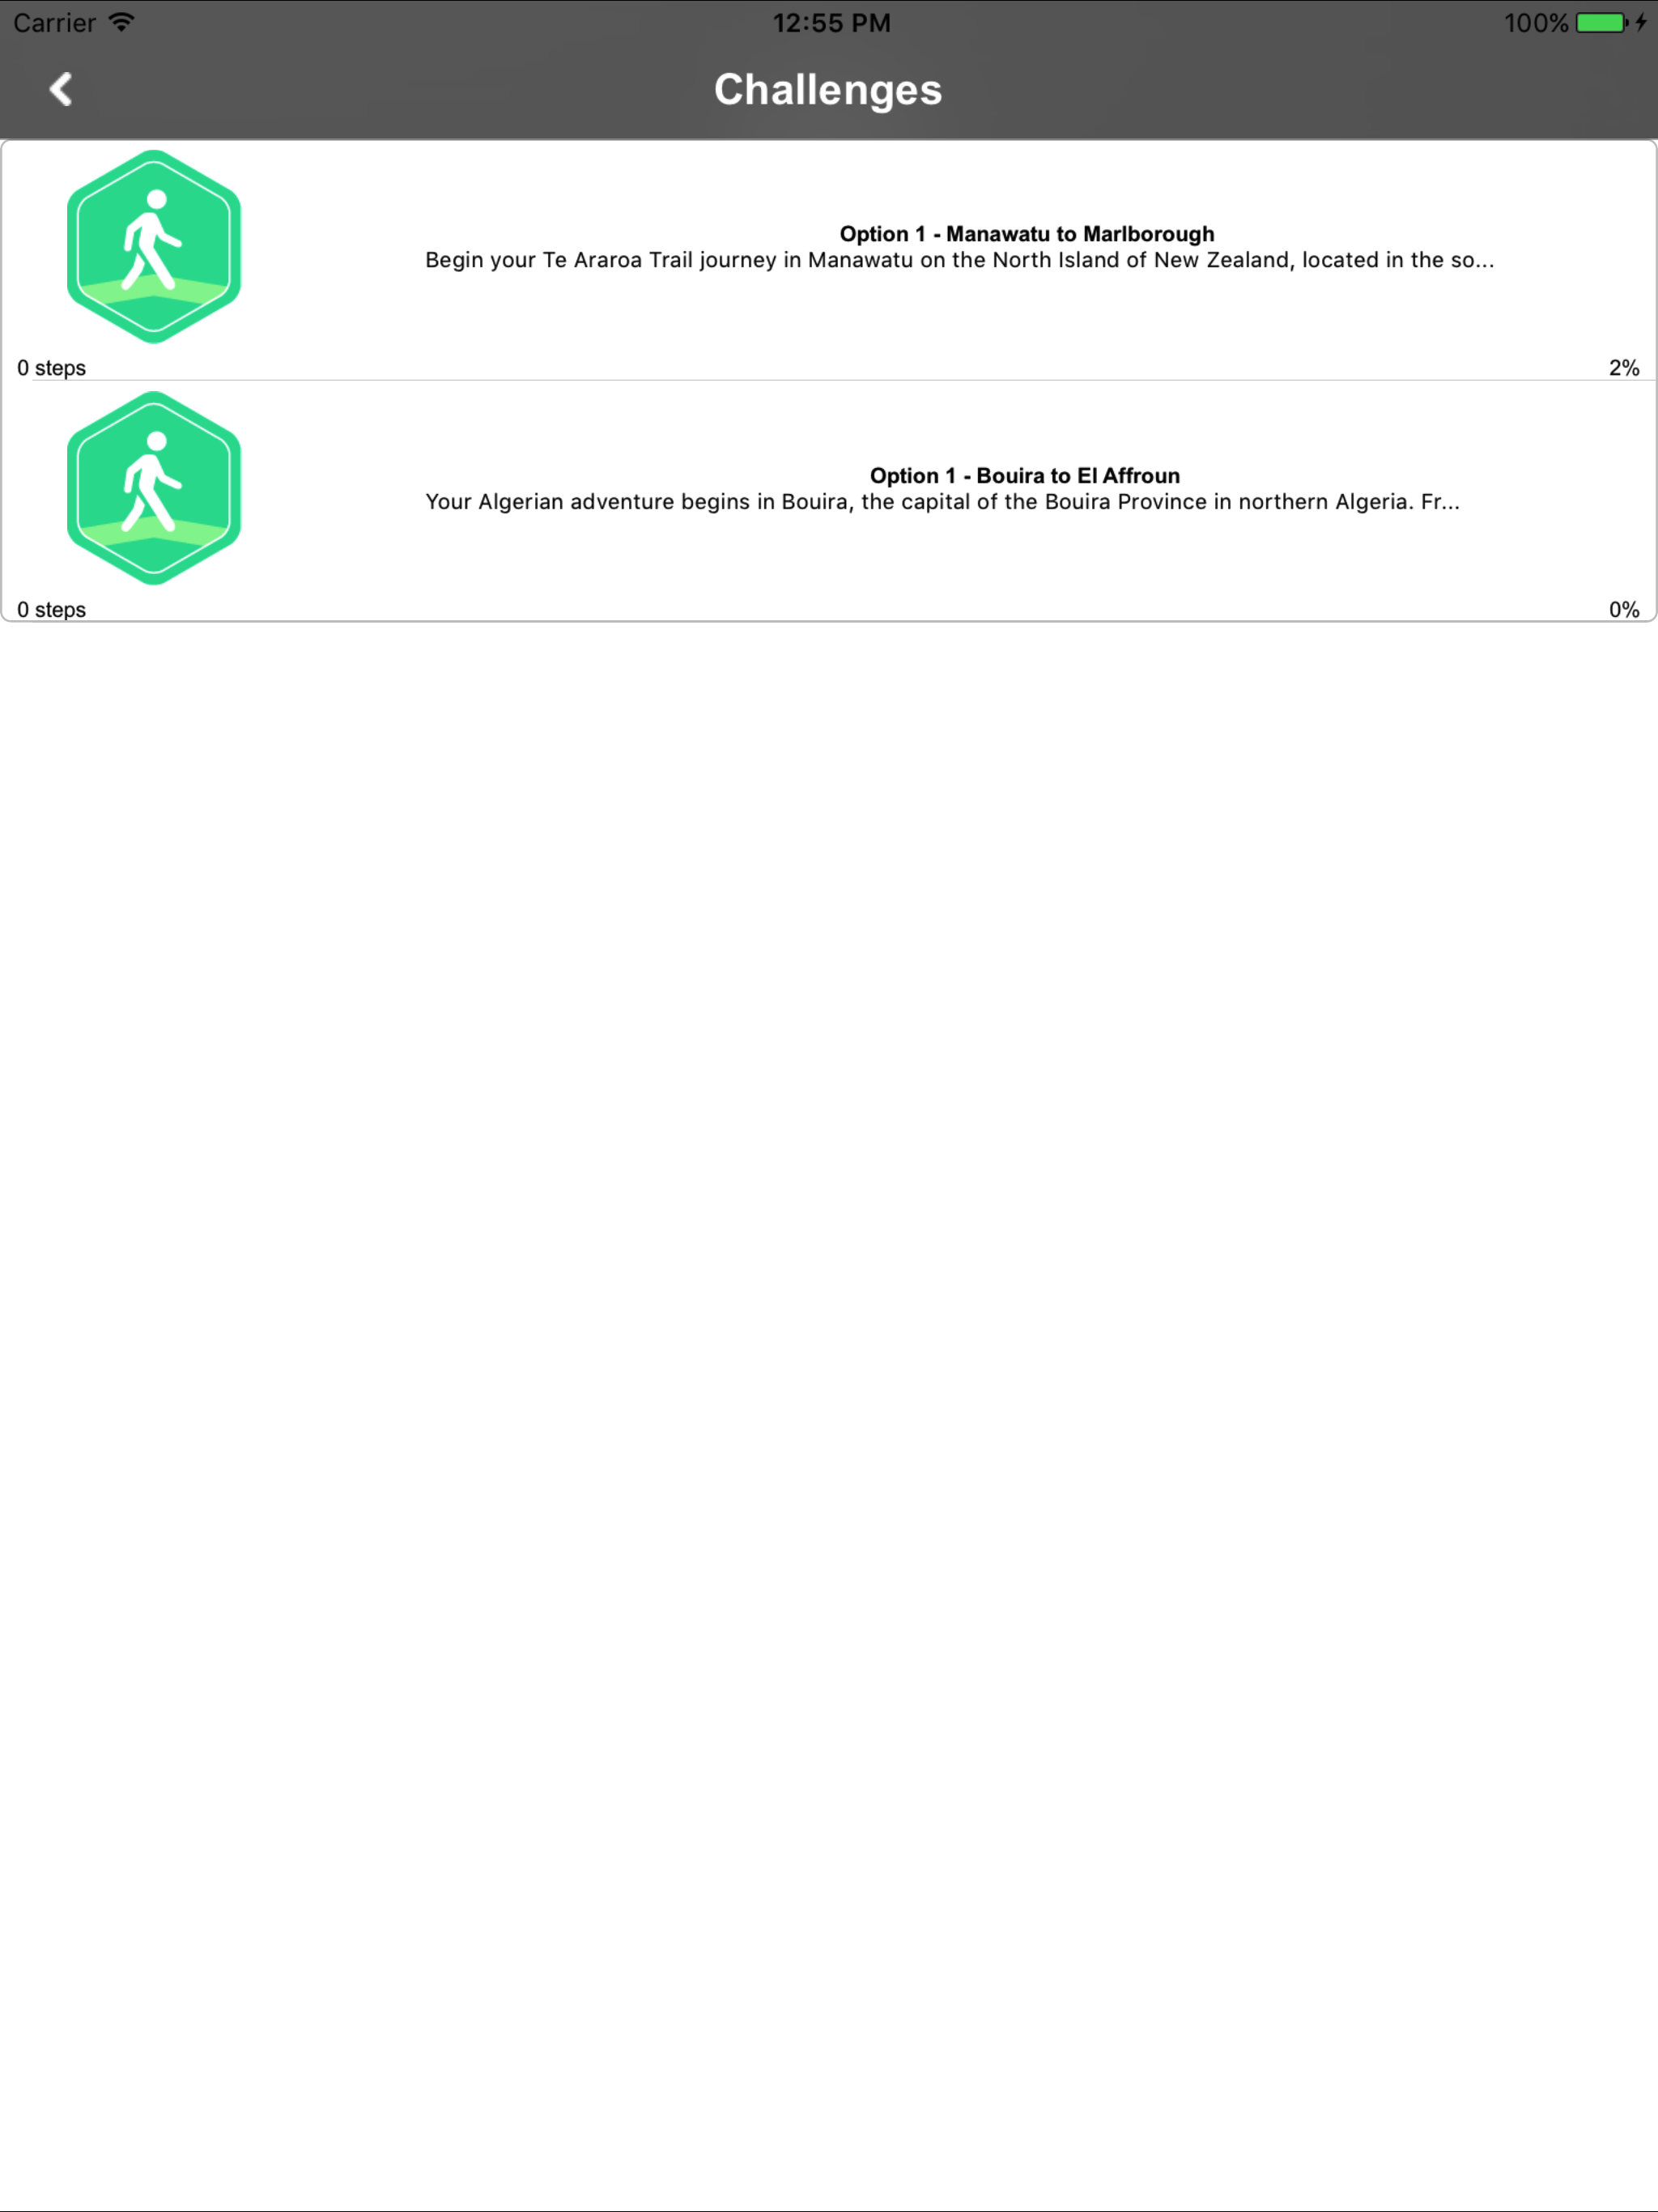 Carrier 12:55 PM 100%
Challenges
Option 1 - Manawatu to Marlborough
Begin your Te Araroa Trail journey in Manawatu on the North Island of New Zealand, located in the so...
0 steps 2%
Option 1 - Bouira to El Affroun
Your Algerian adventure begins in Bouira, the capital of the Bouira Province in northern Algeria. Fr...
0 steps 0%